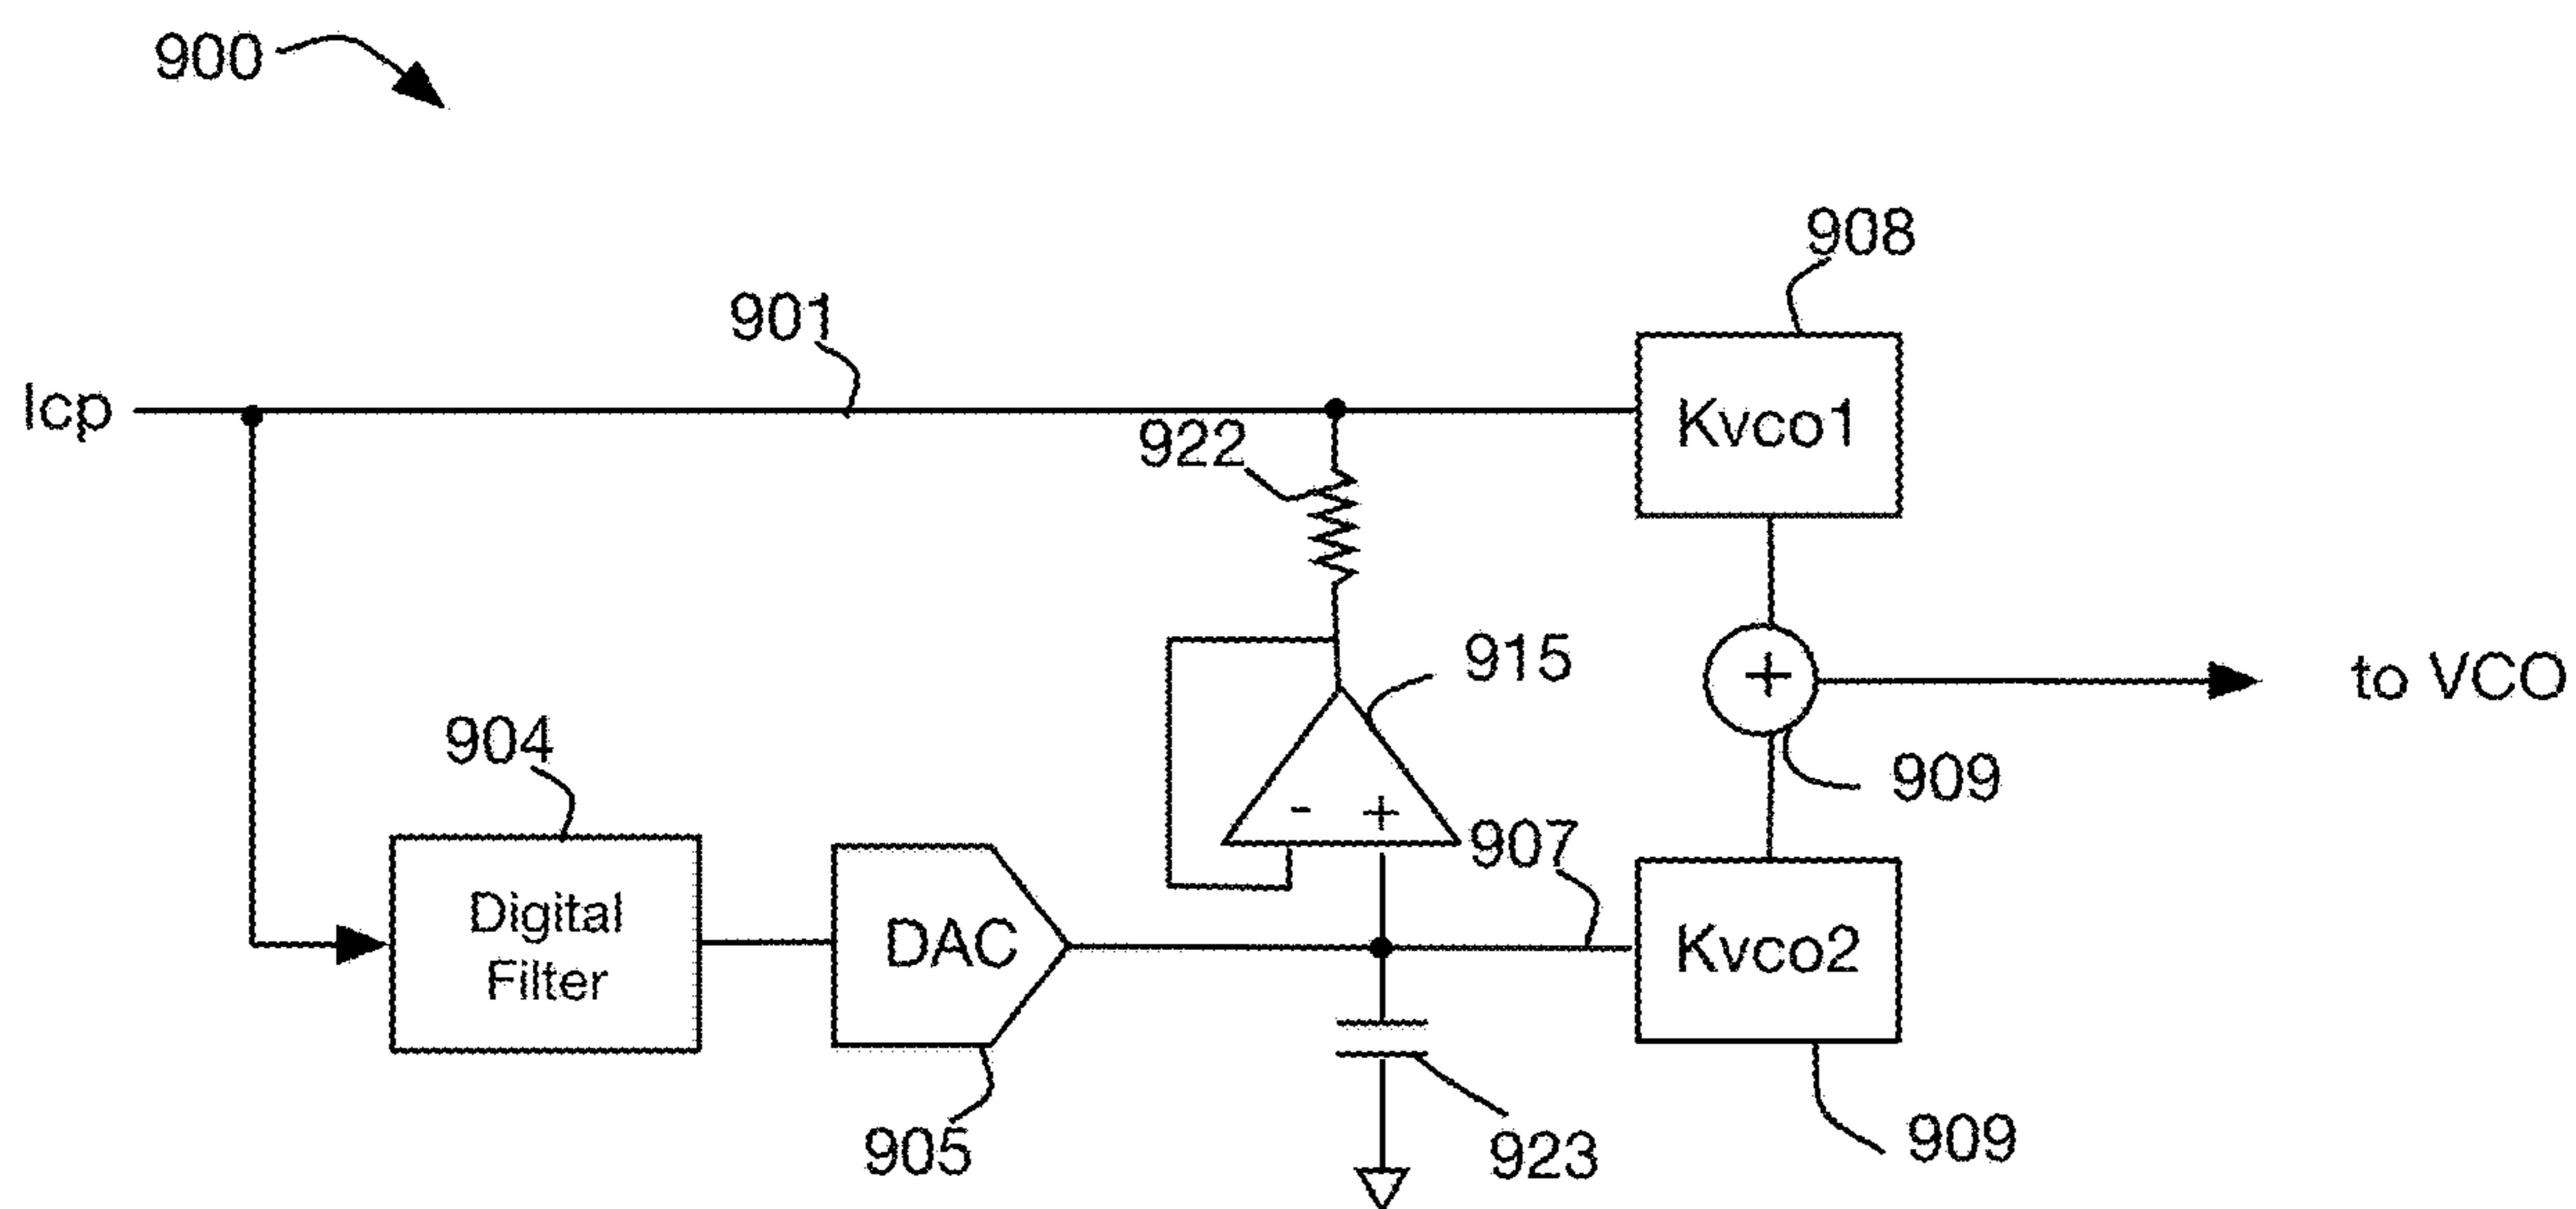 900
908
901
Icp
922
Kvco1
915
to VCO
904
909
907
Digital
Filter
DAC
Kvco2
905
923
909
- +
+